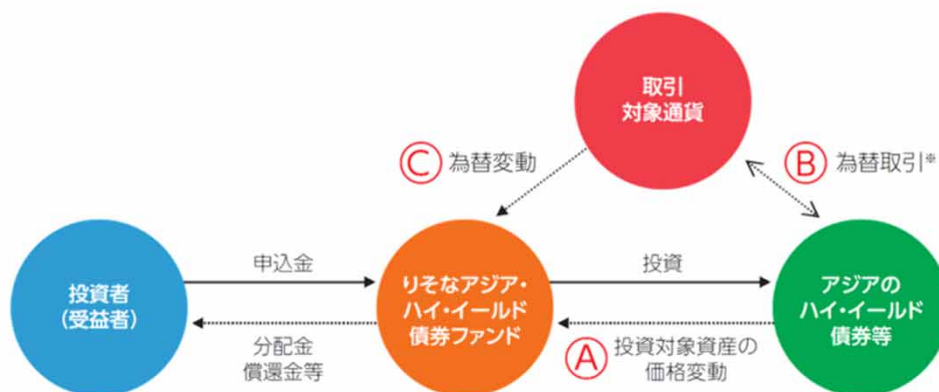 取引
対象通貨
Ⓒ 為替変動
Ⓑ 為替取引※
投資者
(受益者)
申込金
分配金
償還金等
りそなアジア・
ハイ・イールド
債券ファンド
投資
Ⓐ 投資対象資産の
価格変動
アジアの
ハイ・イールド
債券等